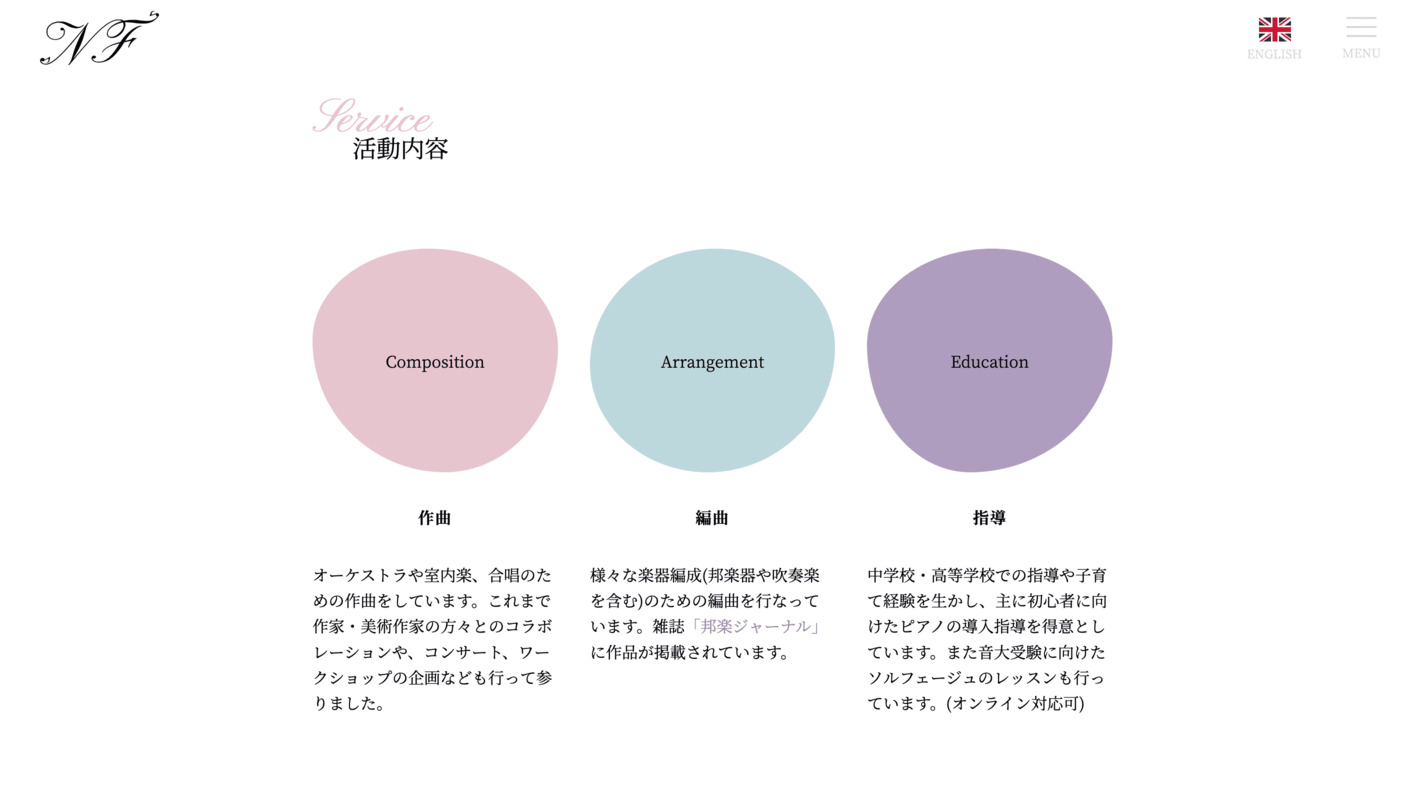 NF
ENGLISH
MENU
Service
活動内容
Composition
Arrangement
Education
作曲
オーケストラや室内楽、合唱のた
めの作曲をしています。これまで
作家・美術作家の方々とのコラボ
レーションや、コンサート、ワー
クショップの企画なども行って参
りました。
編曲
様々な楽器編成(邦楽器や吹奏楽
を含む)のための編曲を行なって
います。雑誌「邦楽ジャーナル」
に作品が掲載されています。
指導
中学校・高等学校での指導や子育
て経験を生かし、主に初心者に向
けたピアノの導入指導を得意とし
ています。また音大受験に向けた
ソルフェージュのレッスンも行っ
ています。(オンライン対応可)